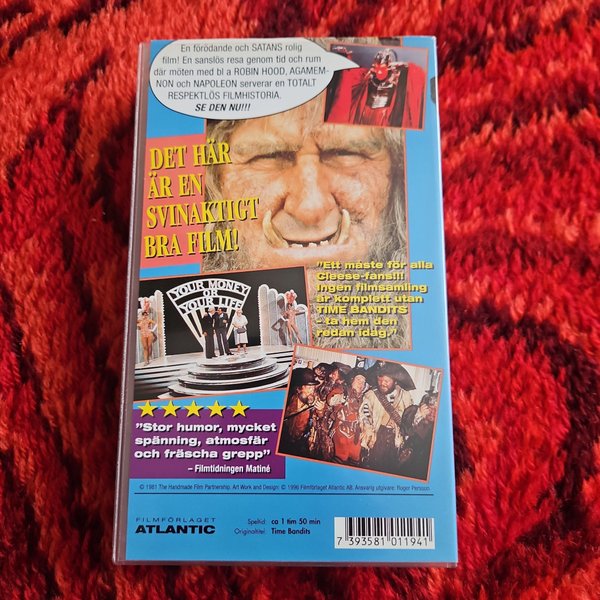 En förödande och SATANS rolig
film! En sanslös resa genom tid och rum
där möten med bl a ROBIN HOOD, AGAMEM-
NON och NAPOLEON serverar en TOTALT
RESPEKTLÖS FILMHISTORIA.
SE DEN NU!!!
DET HÄR
ÄR EN
SVINAKTIGT
BRA FILM!
"Ett måste för alla
Cleese-fans!!!
Ingen filmsamling
är komplett utan
TIME BANDITS
- ta hem den
redan idag."
YOUR MONEY
OR
YOUR LIFE
"Stor humor, mycket
spänning, atmosfär
och fräscha grepp"
– Filmtidningen Matiné
© 1981 The Handmade Film Partnership. Art Work and Design: © 1996 Filmförlaget Atlantic AB. Ansvarig utgivare: Roger Persson.
FILMFÖRLAGET
ATLANTIC
Speltid: ca 1 tim 50 min
Originaltitel: Time Bandits
7 393581 011941